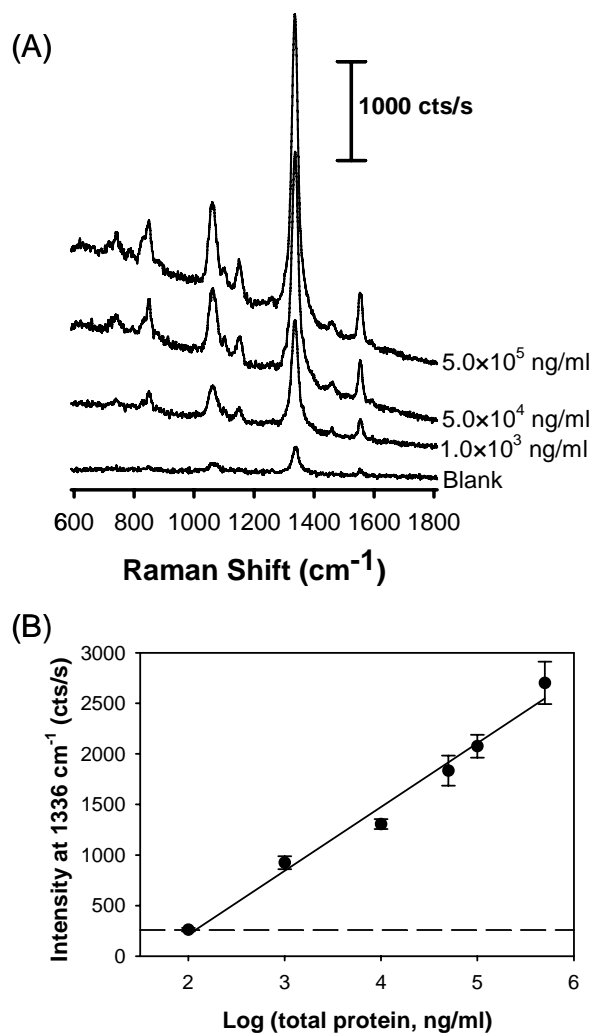 (A)
1000 cts/s
5.0×10⁵ ng/ml
5.0×10⁴ ng/ml
1.0×10³ ng/ml
Blank
600 800 1000 1200 1400 1600 1800
Raman Shift (cm⁻¹)
(B)
Intensity at 1336 cm⁻¹ (cts/s)
3000
2500
2000
1500
1000
500
0
2 3 4 5 6
Log (total protein, ng/ml)